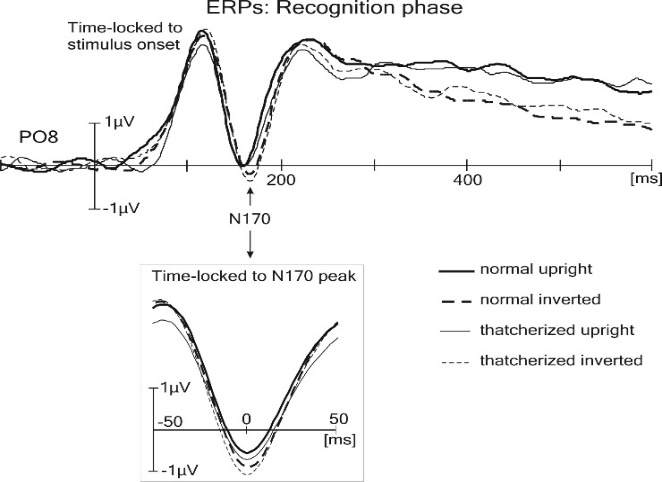 ERPs: Recognition phase
Time-locked to
stimulus onset
PO8
1µV
-1µV
200
400
[ms]
N170
Time-locked to N170 peak
1µV
-50
0
50
[ms]
-1µV
normal upright
normal inverted
thatcherized upright
thatcherized inverted